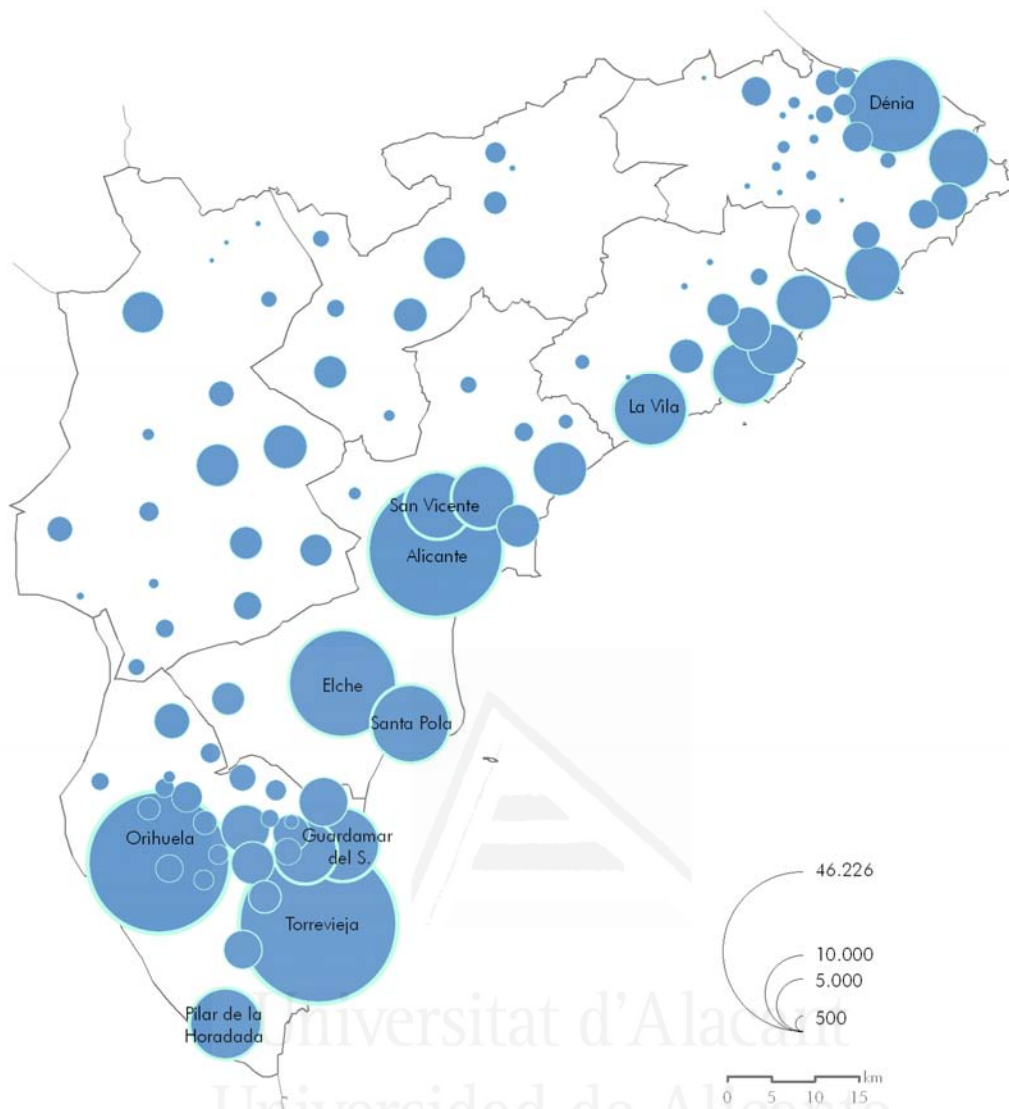 Dénia
La Vila
San Vicente
Alicante
Elche
Santa Pola
Orihuela
Guardamar
del S.
Torrevieja
Pilar de la
Horadada
46.226
10.000
5.000
500
km
0 5 10 15
Universitat d'Alacant
Universidad de Alicante